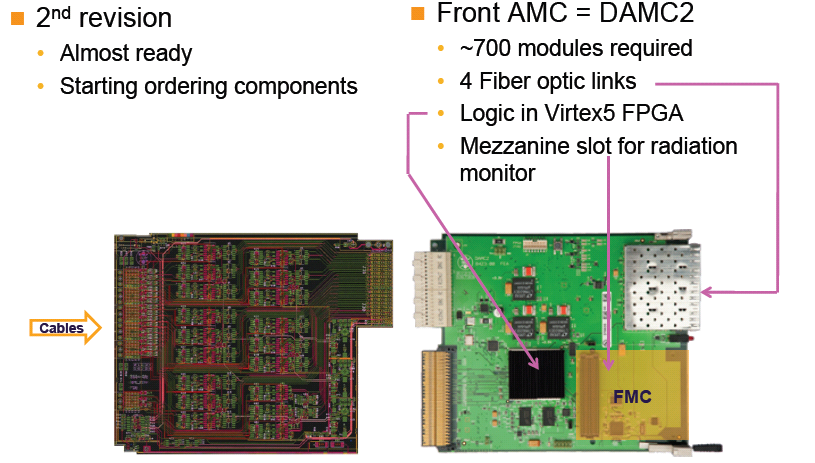 2nd revision
Almost ready
Starting ordering components
Front AMC = DAMC2
~700 modules required
4 Fiber optic links
Logic in Virtex5 FPGA
Mezzanine slot for radiation
monitor
Cables
FMC